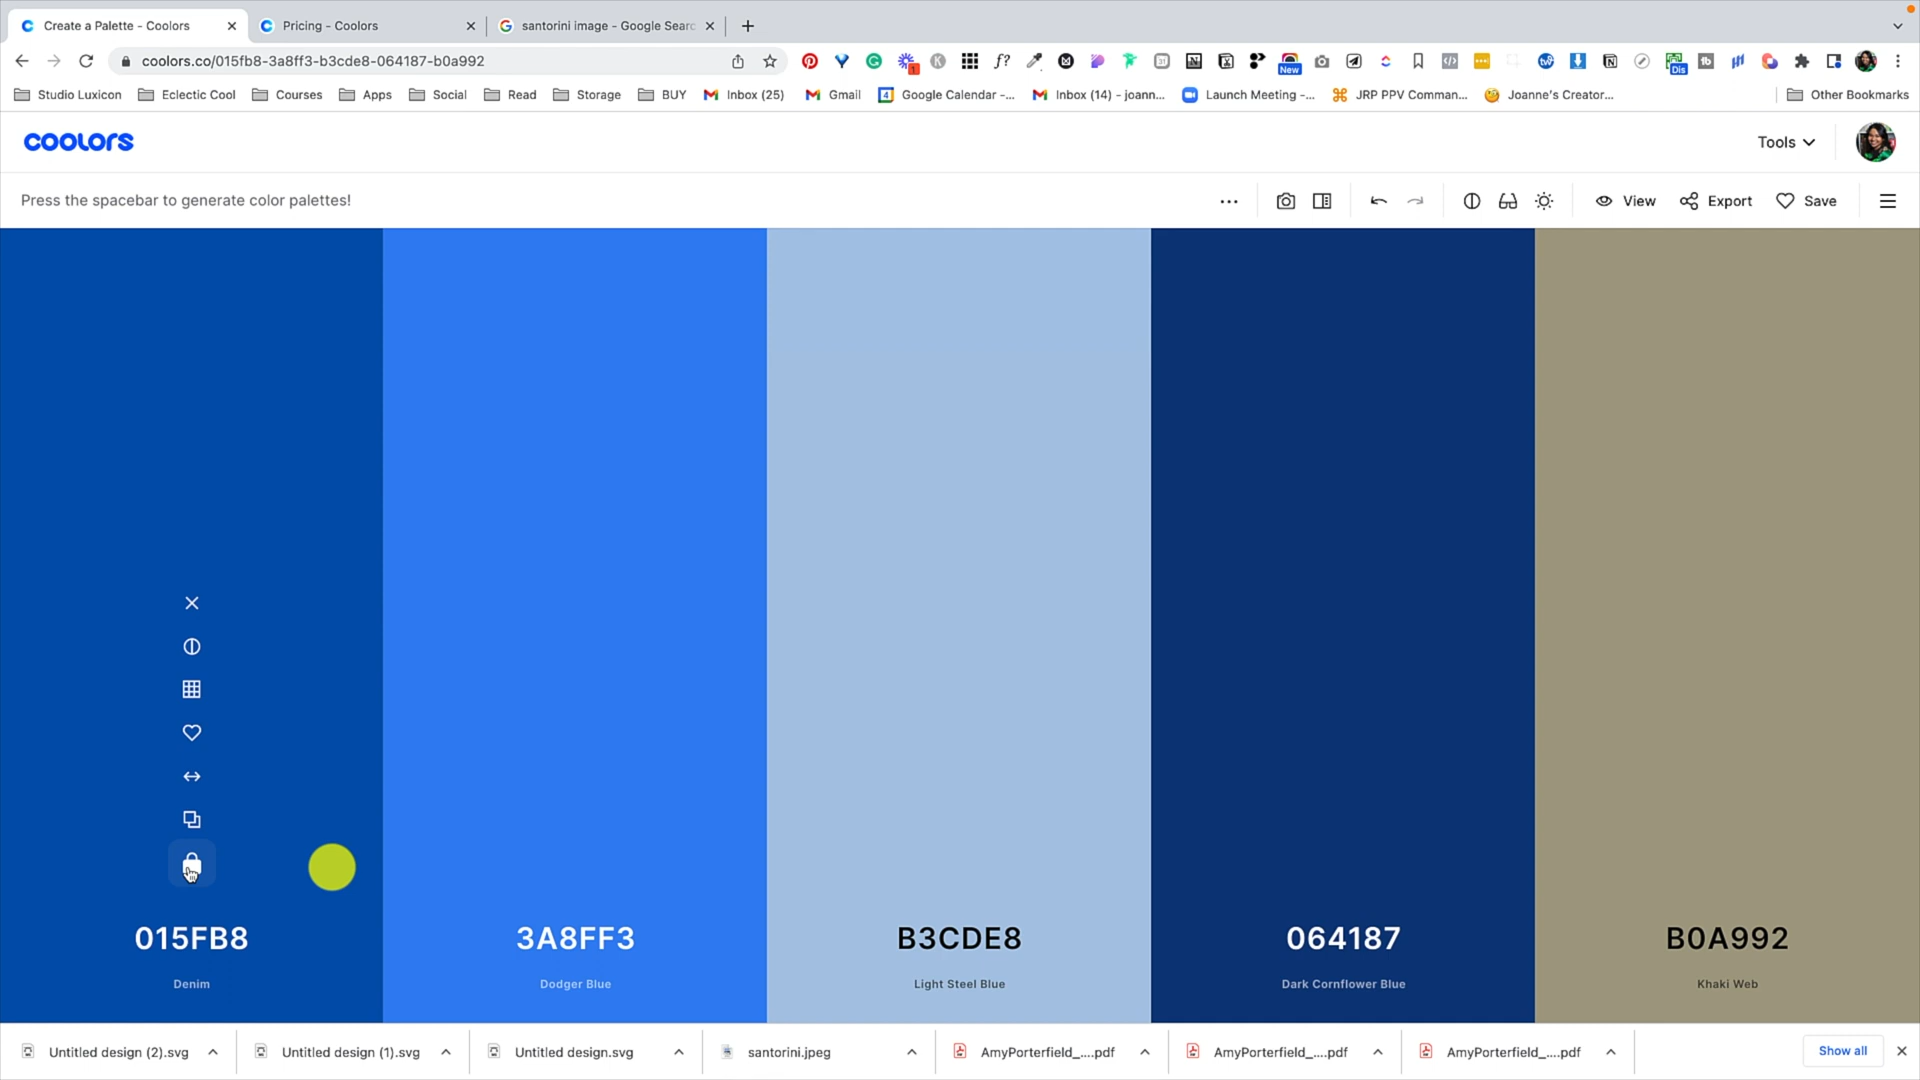 Create a Palette - Coolors
Pricing - Coolors
santorini image - Google Searc
coolors.co/015fb8-3a8ff3-b3cde8-064187-b0a992
1
New
Dis
Studio Luxicon
Eclectic Cool
Courses
Apps
Social
Read
Storage
BUY
Inbox (25)
Gmail
Google Calendar -...
Inbox (14) - joann...
Launch Meeting -...
JRP PPV Comman...
Joanne's Creator...
Other Bookmarks
coolors
Tools
Press the spacebar to generate color palettes!
View
Export
Save
015FB8
3A8FF3
B3CDE8
064187
B0A992
Denim
Dodger Blue
Light Steel Blue
Dark Cornflower Blue
Khaki Web
Untitled design (2).svg
Untitled design (1).svg
Untitled design.svg
santorini.jpeg
AmyPorterfield_....pdf
AmyPorterfield_....pdf
AmyPorterfield_....pdf
Show all